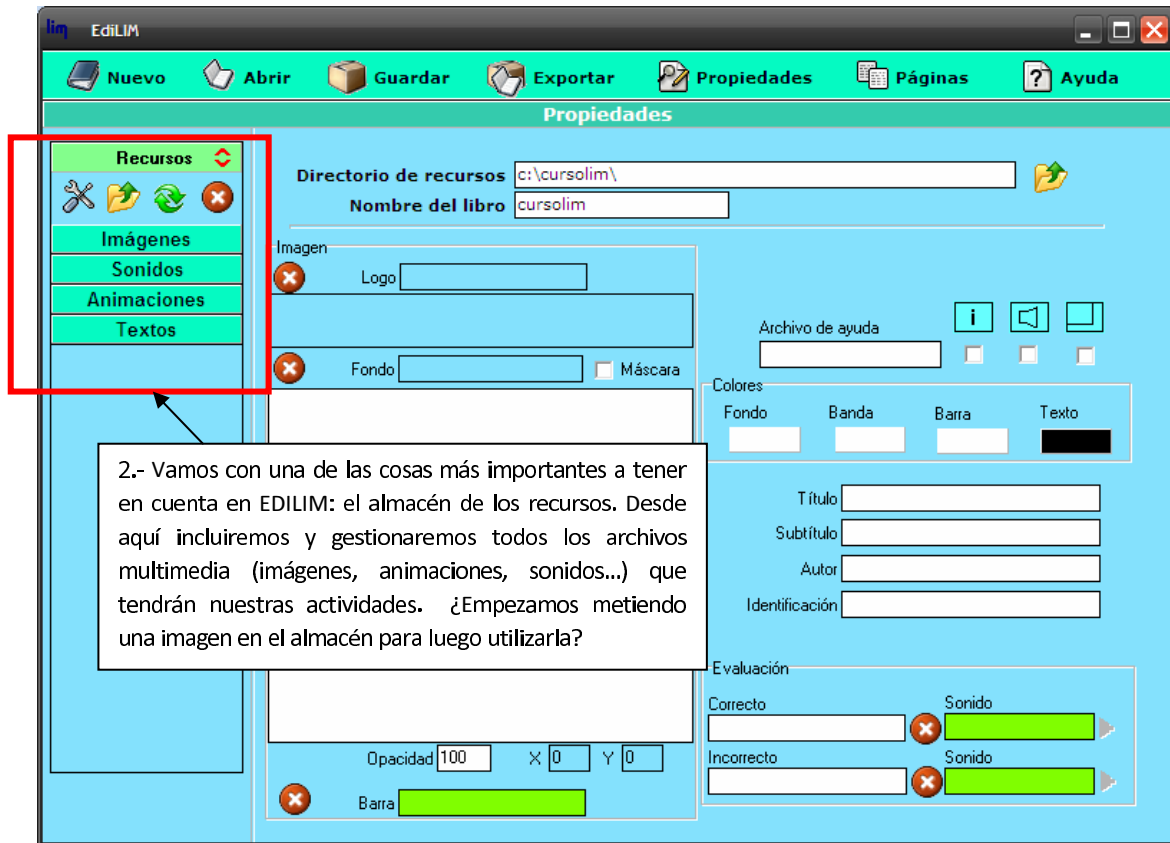 lim EdiLIM
Nuevo Abrir Guardar Exportar Propiedades Páginas Ayuda
Propiedades
Recursos
Imágenes
Sonidos
Animaciones
Textos
Directorio de recursos c:\cursolim\
Nombre del libro cursolim
Imagen
Logo
Fondo Máscara
Opacidad 100 X 0 Y 0
Barra
Archivo de ayuda i
Colores
Fondo Banda Barra Texto
Título
Subtítulo
Autor
Identificación
Evaluación
Correcto Sonido
Incorrecto Sonido
2.- Vamos con una de las cosas más importantes a tener
en cuenta en EDILIM: el almacén de los recursos. Desde
aquí incluiremos y gestionaremos todos los archivos
multimedia (imágenes, animaciones, sonidos...) que
tendrán nuestras actividades. ¿Empezamos metiendo
una imagen en el almacén para luego utilizarla?